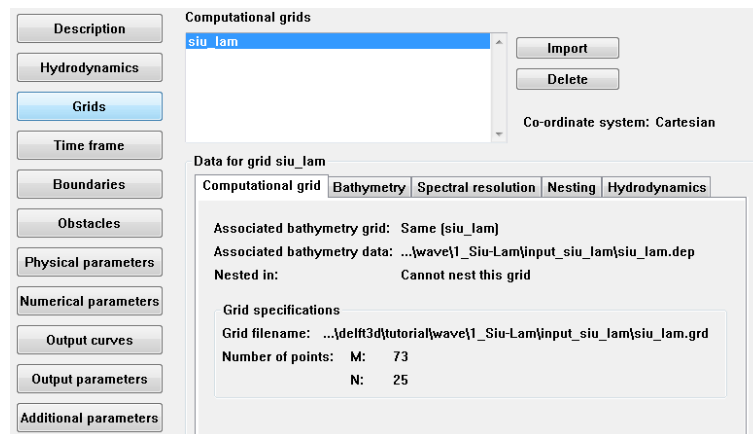 Description
Hydrodynamics
Grids
Time frame
Boundaries
Obstacles
Physical parameters
Numerical parameters
Output curves
Output parameters
Additional parameters
Computational grids
siu_lam
Import
Delete
Co-ordinate system: Cartesian
Data for grid siu_lam
Computational grid Bathymetry Spectral resolution Nesting Hydrodynamics
Associated bathymetry grid: Same (siu_lam)
Associated bathymetry data: ...\wave\1_Siu-Lam\input_siu_lam\siu_lam.dep
Nested in: Cannot nest this grid
Grid specifications
Grid filename: ...\delft3d\tutorial\wave\1_Siu-Lam\input_siu_lam\siu_lam.grd
Number of points: M: 73
N: 25